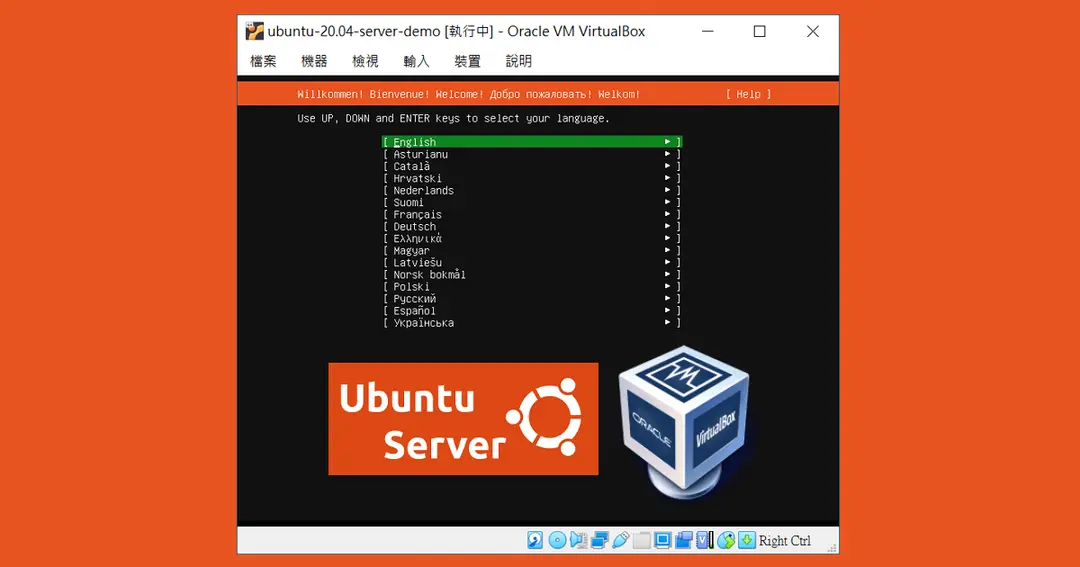 ubuntu-20.04-server-demo [執行中] - Oracle VM VirtualBox
檔案 機器 檢視 輸入 裝置 說明
Willkommen! Bienvenue! Welcome! Добро пожаловать! Welkom! [ Help ]
Use UP, DOWN and ENTER keys to select your language.
[ English ► ]
[ Asturianu ► ]
[ Català ► ]
[ Hrvatski ► ]
[ Nederlands ► ]
[ Suomi ► ]
[ Français ► ]
[ Deutsch ► ]
[ Ελληνικά ► ]
[ Magyar ► ]
[ Latviešu ► ]
[ Norsk bokmål ► ]
[ Polski ► ]
[ Русский ► ]
[ Español ► ]
[ Українська ► ]
Ubuntu
Server
ORACLE
VirtualBox
Right Ctrl